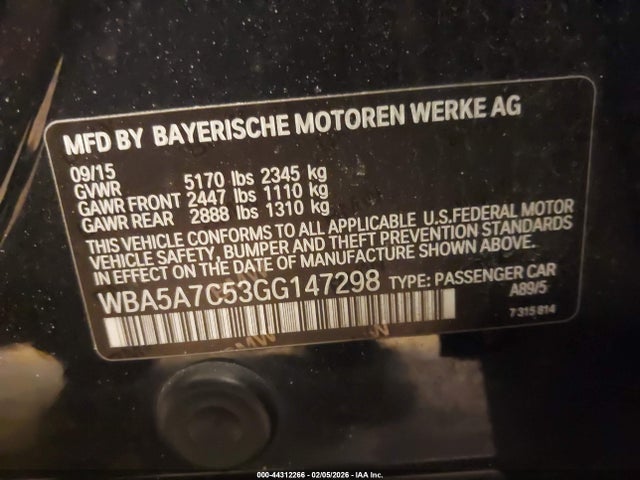 MFD BY BAYERISCHE MOTOREN WERKE AG
09/15
GVWR 5170 lbs 2345 kg
GAWR FRONT 2447 lbs 1110 kg
GAWR REAR 2888 lbs 1310 kg
THIS VEHICLE CONFORMS TO ALL APPLICABLE U.S.FEDERAL MOTOR
VEHICLE SAFETY, BUMPER AND THEFT PREVENTION STANDARDS
IN EFFECT ON THE DATE OF MANUFACTURE SHOWN ABOVE.
WBA5A7C53GG147298 TYPE: PASSENGER CAR
A89/5
7 315 814
000-44312266 - 02/05/2026 - IAA Inc.